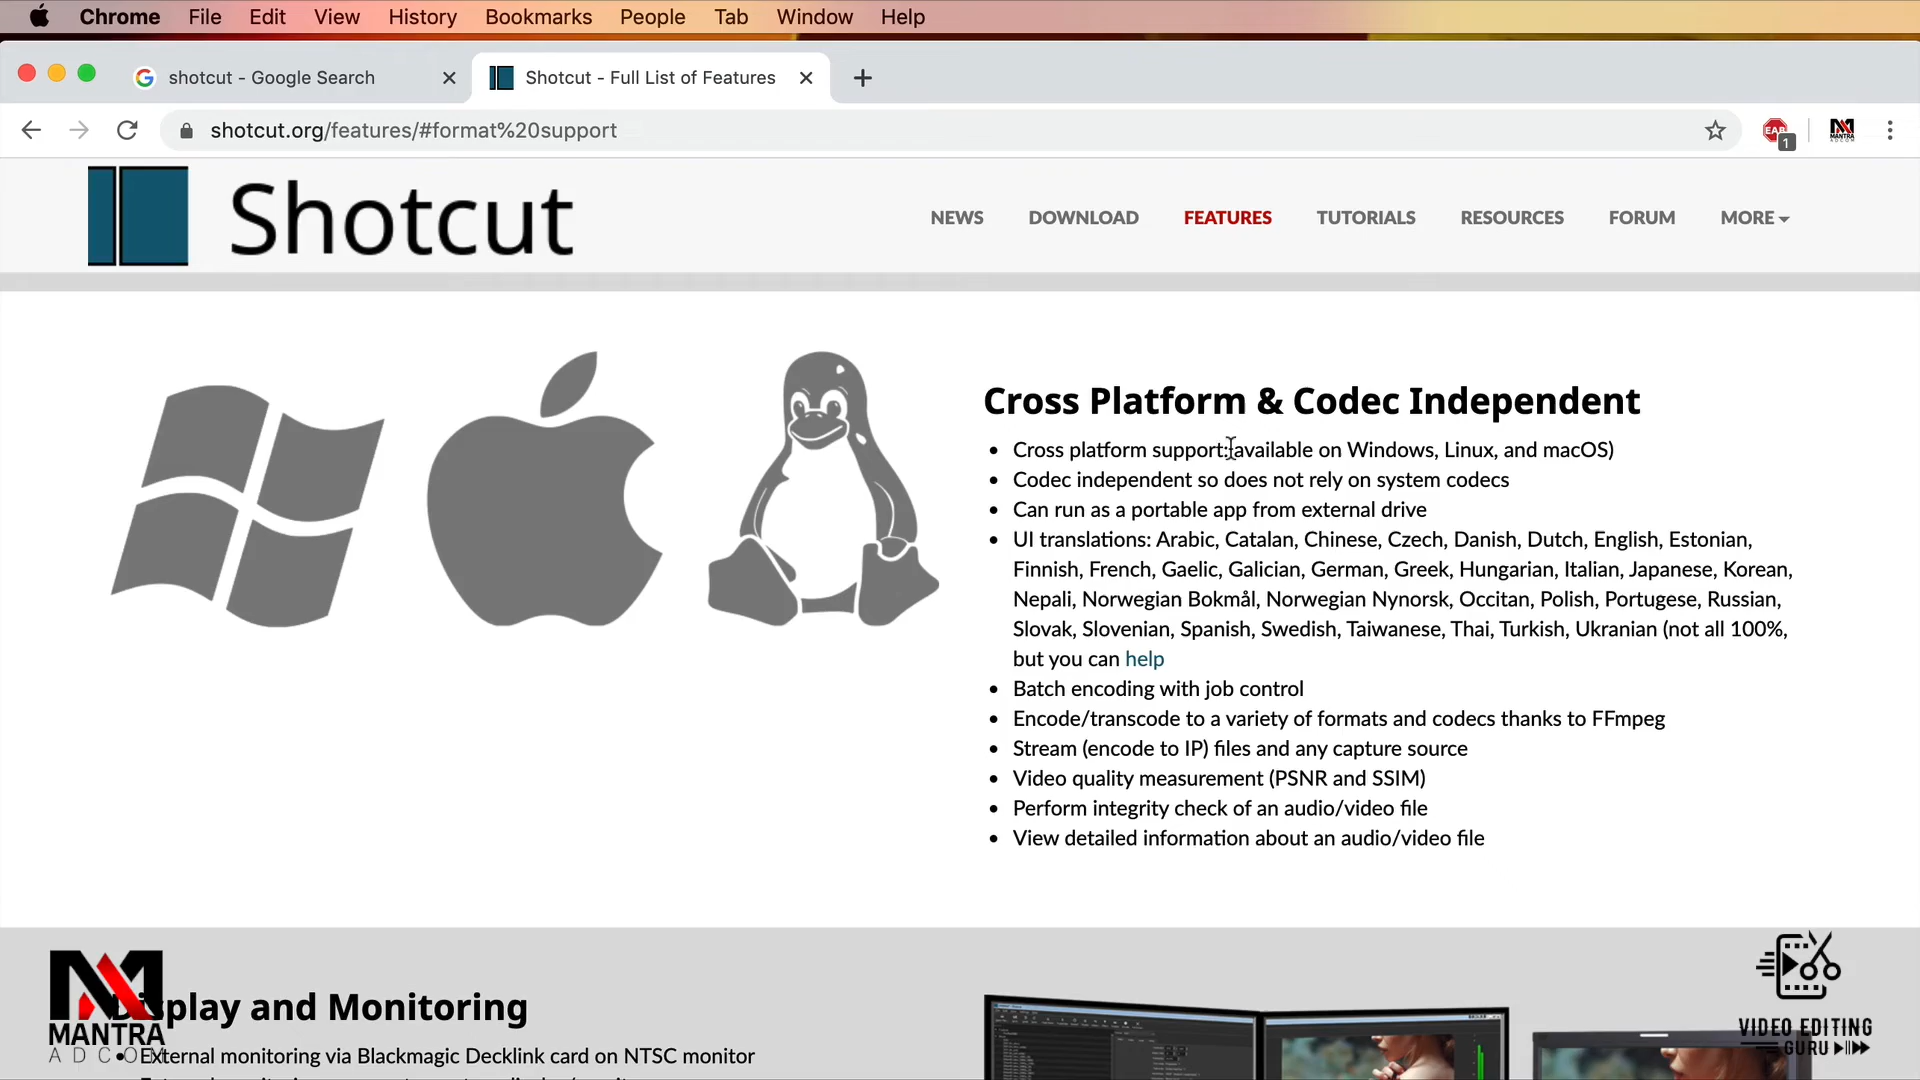 Chrome File Edit View History Bookmarks People Tab Window Help
shotcut - Google Search
Shotcut - Full List of Features
shotcut.org/features/#format%20support
EAB
1
MANTRA
Shotcut
NEWS DOWNLOAD FEATURES TUTORIALS RESOURCES FORUM MORE
Cross Platform & Codec Independent
Cross platform support: available on Windows, Linux, and macOS)
Codec independent so does not rely on system codecs
Can run as a portable app from external drive
UI translations: Arabic, Catalan, Chinese, Czech, Danish, Dutch, English, Estonian,
Finnish, French, Gaelic, Galician, German, Greek, Hungarian, Italian, Japanese, Korean,
Nepali, Norwegian Bokmål, Norwegian Nynorsk, Occitan, Polish, Portugese, Russian,
Slovak, Slovenian, Spanish, Swedish, Taiwanese, Thai, Turkish, Ukranian (not all 100%,
but you can help
Batch encoding with job control
Encode/transcode to a variety of formats and codecs thanks to FFmpeg
Stream (encode to IP) files and any capture source
Video quality measurement (PSNR and SSIM)
Perform integrity check of an audio/video file
View detailed information about an audio/video file
Display and Monitoring
MANTRA
ADCOM
External monitoring via Blackmagic Decklink card on NTSC monitor
VIDEO EDITING
GURU